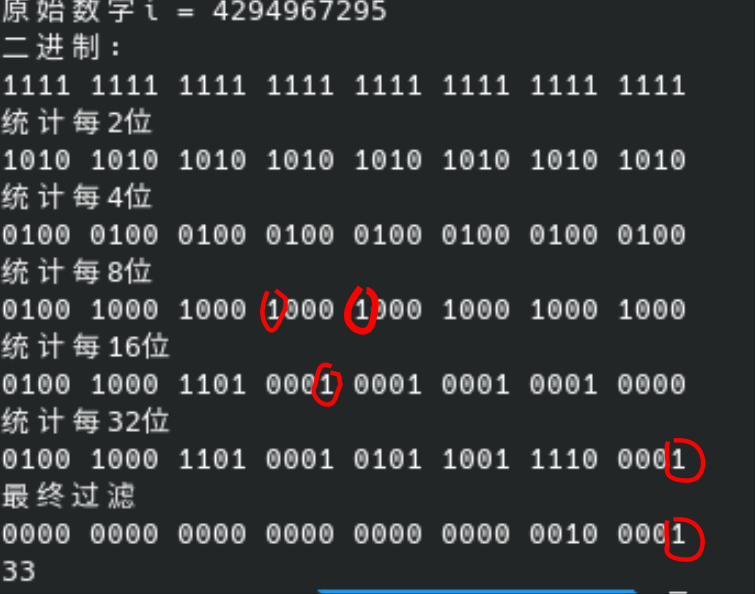 原始数字i = 4294967295
二进制:
1111 1111 1111 1111 1111 1111 1111 1111
统计每2位
1010 1010 1010 1010 1010 1010 1010 1010
统计每4位
0100 0100 0100 0100 0100 0100 0100 0100
统计每8位
0100 1000 1000 1000 1000 1000 1000 1000
统计每16位
0100 1000 1101 0001 0001 0001 0001 0000
统计每32位
0100 1000 1101 0001 0101 1001 1110 0001
最终过滤
0000 0000 0000 0000 0000 0000 0010 0001
33